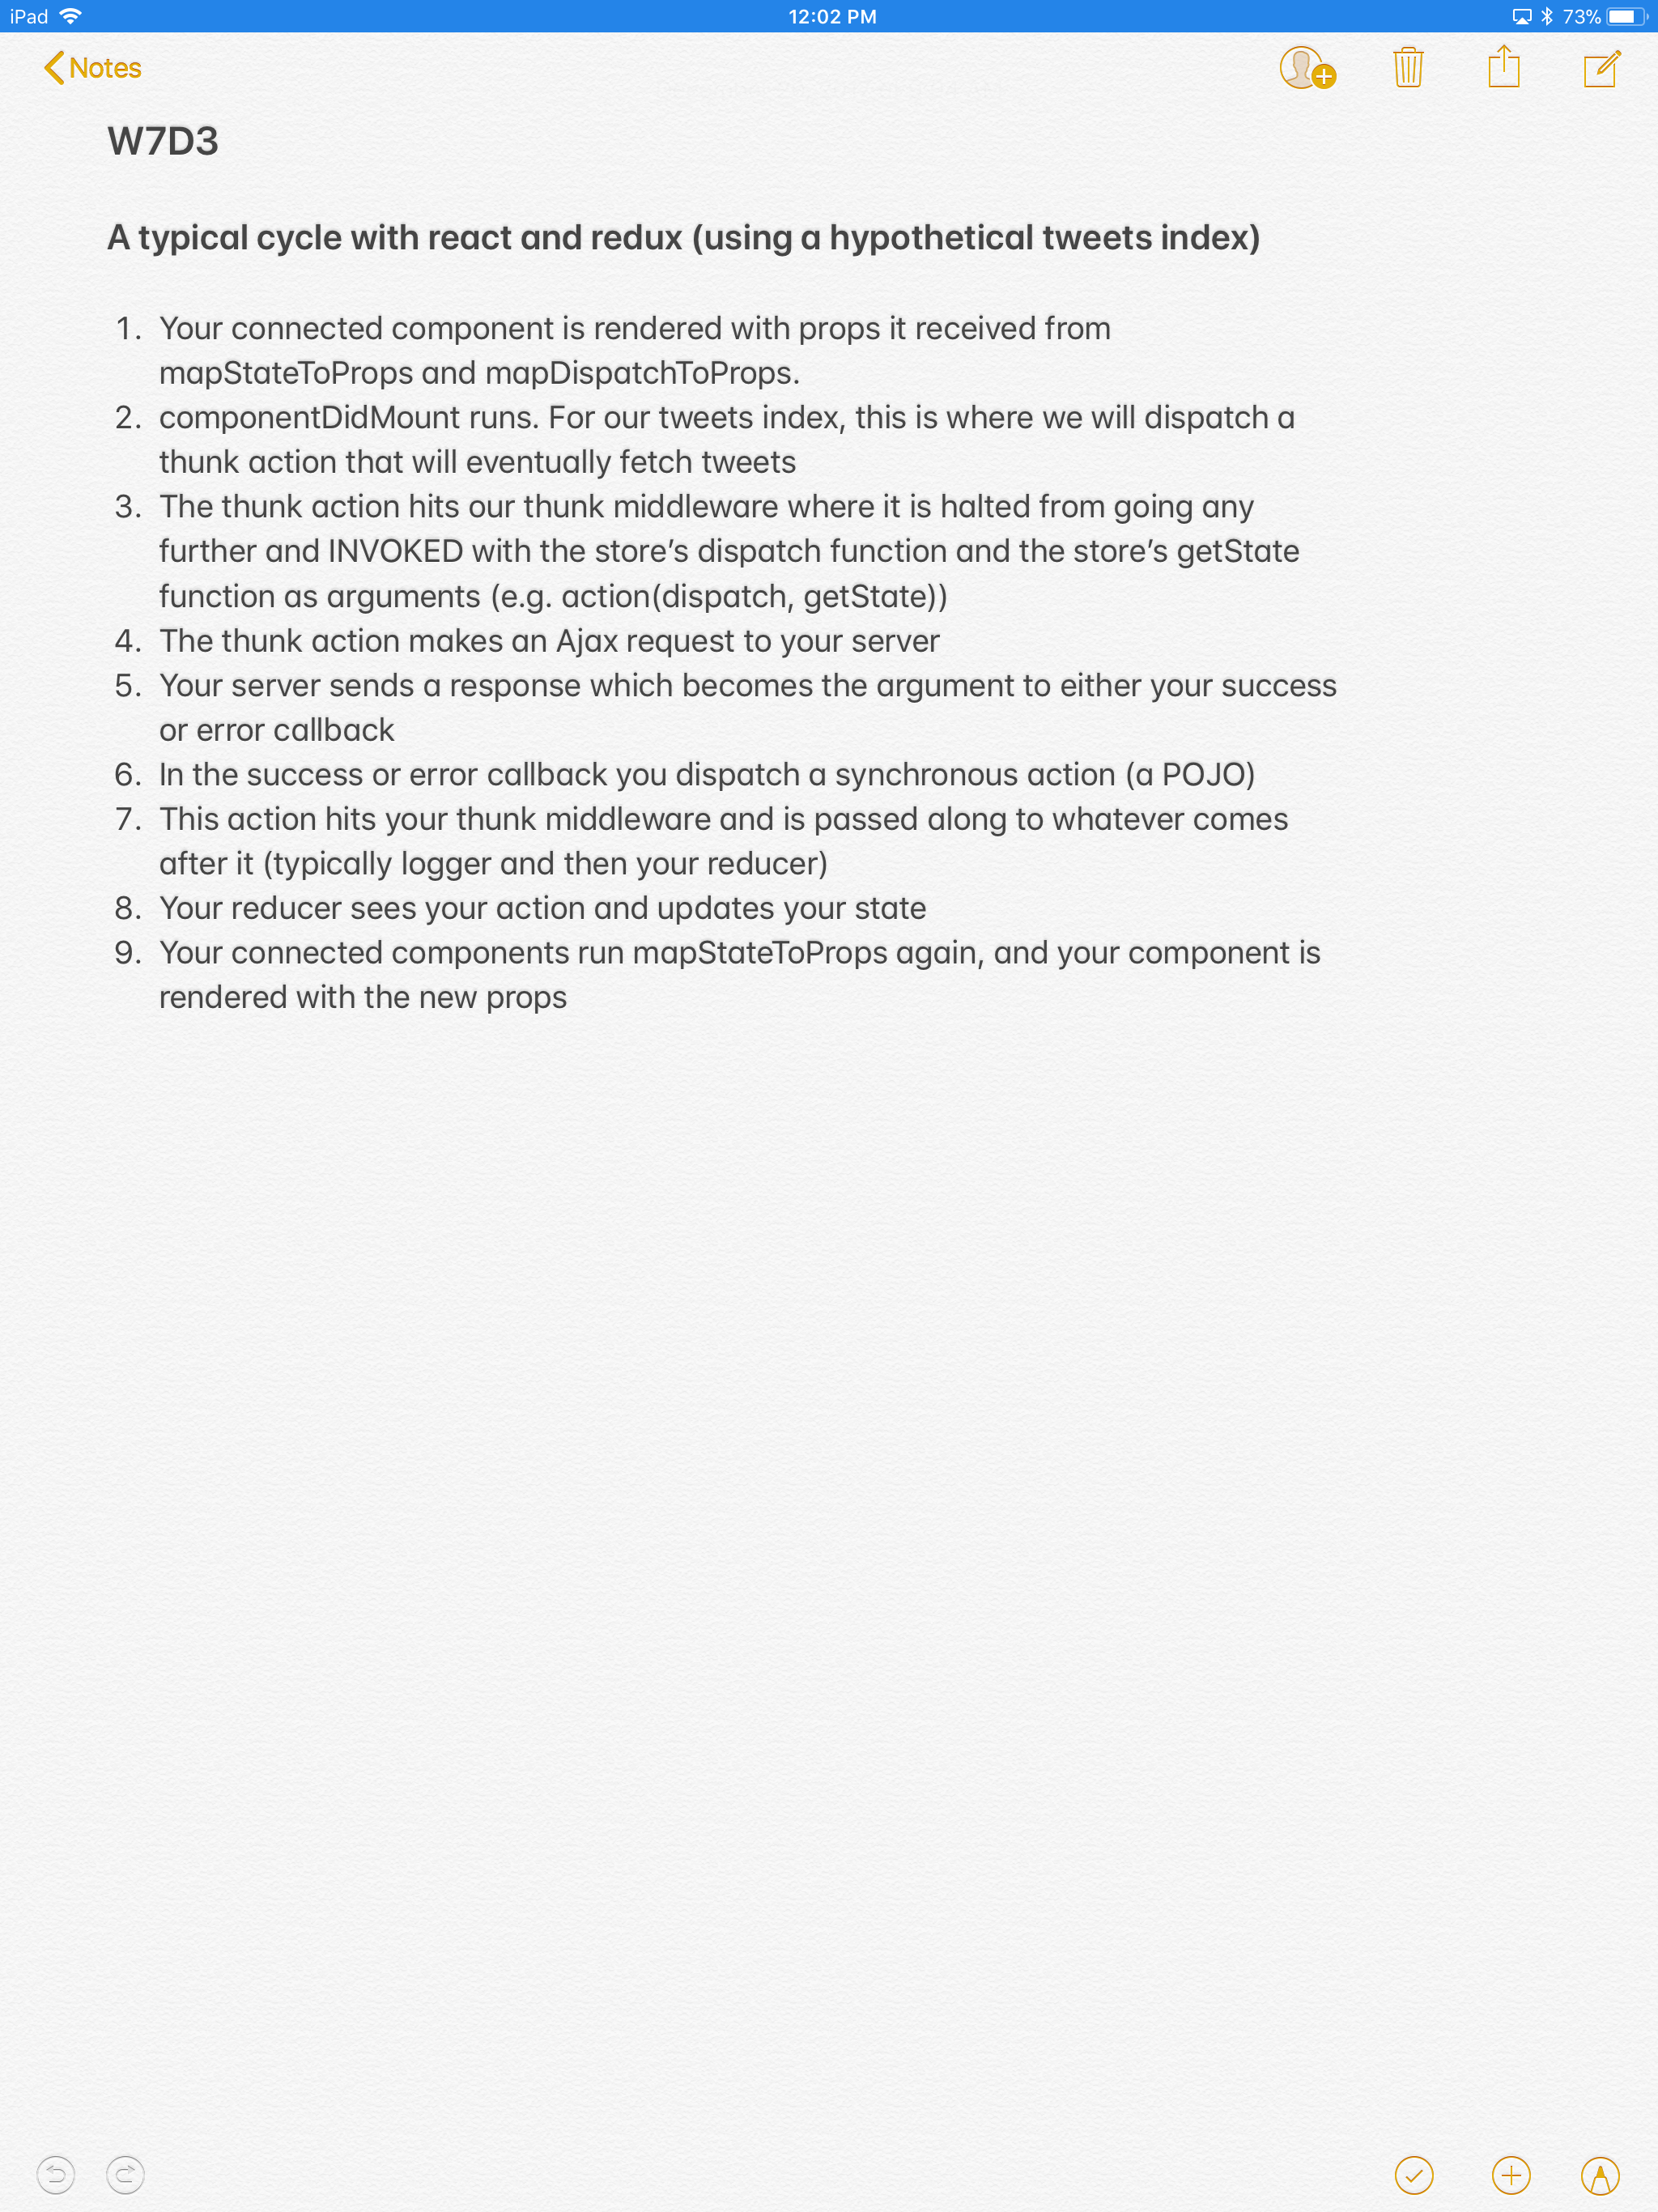 iPad 12:02 PM 73%
Notes
W7D3
A typical cycle with react and redux (using a hypothetical tweets index)
1. Your connected component is rendered with props it received from
mapStateToProps and mapDispatchToProps.
2. componentDidMount runs. For our tweets index, this is where we will dispatch a
thunk action that will eventually fetch tweets
3. The thunk action hits our thunk middleware where it is halted from going any
further and INVOKED with the store’s dispatch function and the store’s getState
function as arguments (e.g. action(dispatch, getState))
4. The thunk action makes an Ajax request to your server
5. Your server sends a response which becomes the argument to either your success
or error callback
6. In the success or error callback you dispatch a synchronous action (a POJO)
7. This action hits your thunk middleware and is passed along to whatever comes
after it (typically logger and then your reducer)
8. Your reducer sees your action and updates your state
9. Your connected components run mapStateToProps again, and your component is
rendered with the new props